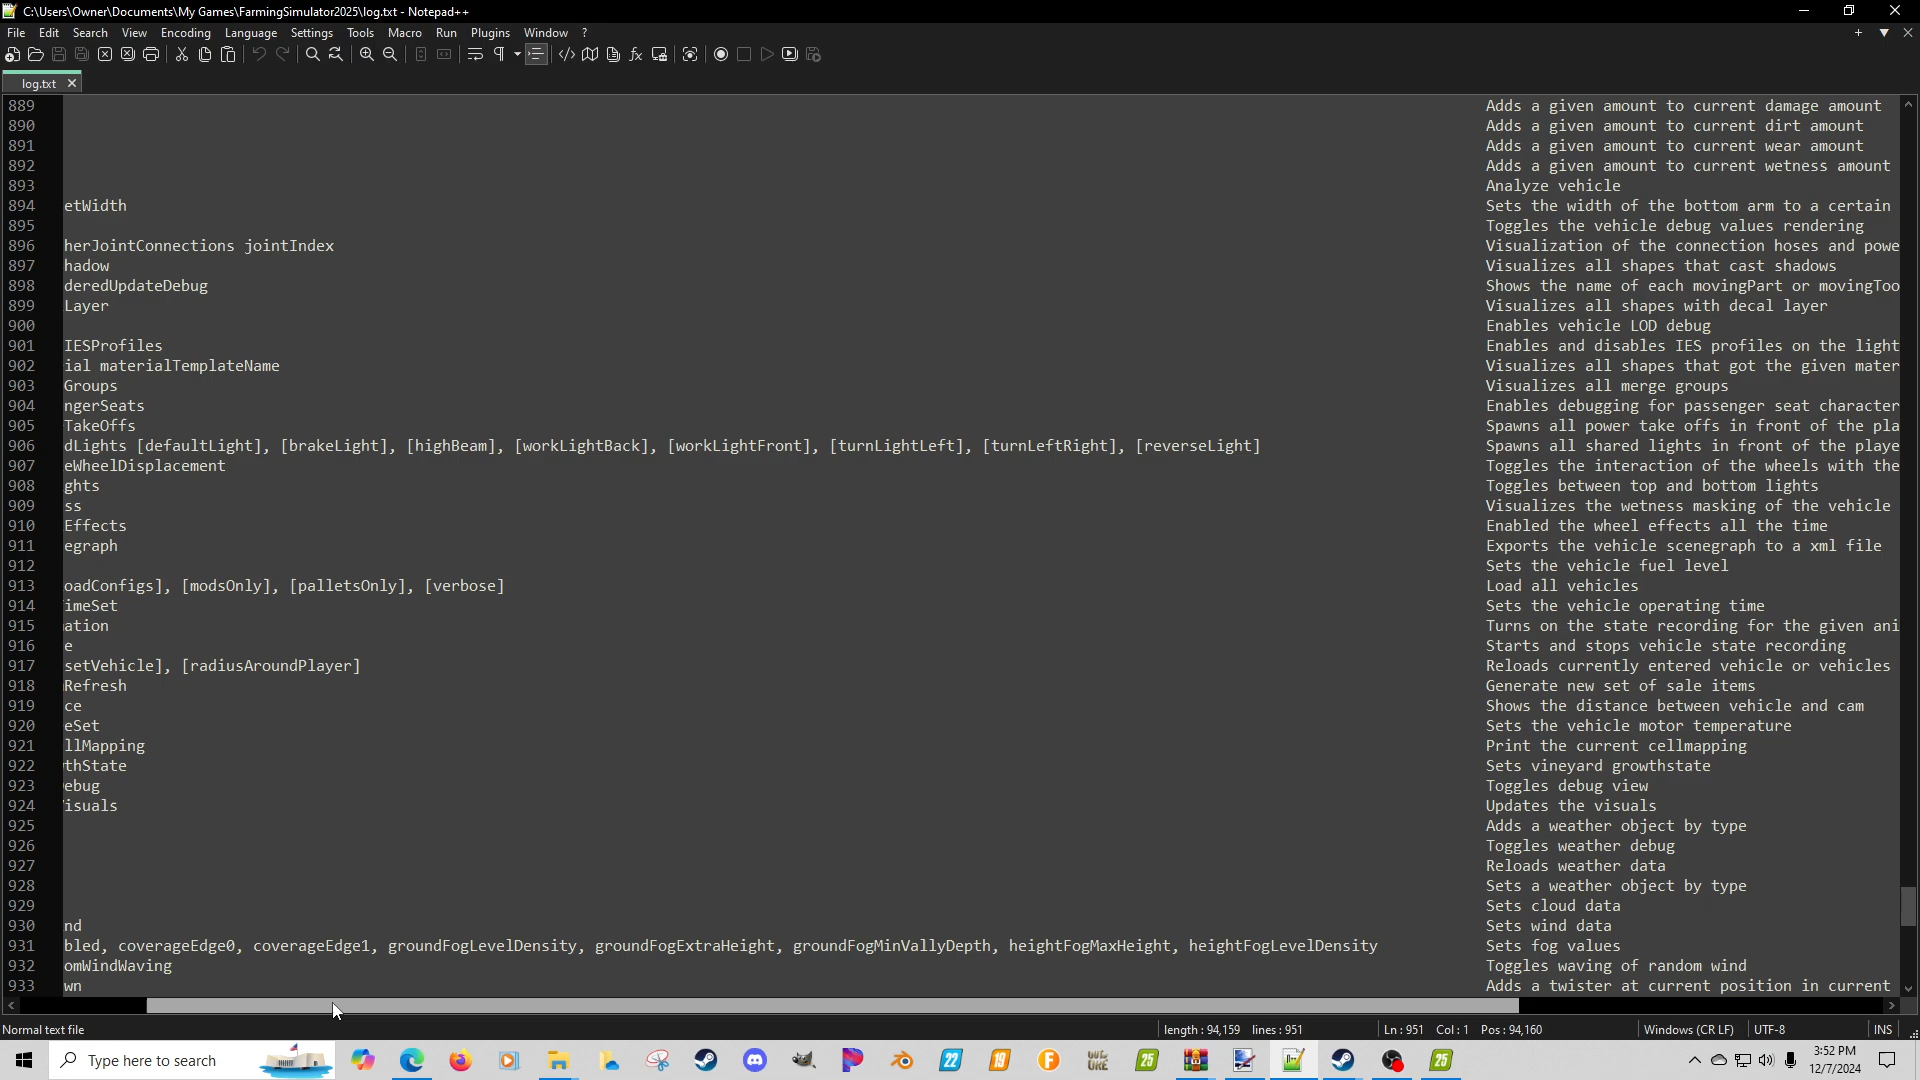 C:\Users\Owner\Documents\My Games\FarmingSimulator2025\log.txt - Notepad++
File Edit Search View Encoding Language Settings Tools Macro Run Plugins Window ?
log.txt
889 Adds a given amount to current damage amount
890 Adds a given amount to current dirt amount
891 Adds a given amount to current wear amount
892 Adds a given amount to current wetness amount
893 Analyze vehicle
894 etWidth Sets the width of the bottom arm to a certain
895 Toggles the vehicle debug values rendering
896 herJointConnections jointIndex Visualization of the connection hoses and powe
897 hadow Visualizes all shapes that cast shadows
898 deredUpdateDebug Shows the name of each movingPart or movingToo
899 Layer Visualizes all shapes with decal layer
900 Enables vehicle LOD debug
901 IESProfiles Enables and disables IES profiles on the light
902 ial materialTemplateName Visualizes all shapes that got the given mater
903 Groups Visualizes all merge groups
904 ngerSeats Enables debugging for passenger seat character
905 TakeOffs Spawns all power take offs in front of the pla
906 dLights [defaultLight], [brakeLight], [highBeam], [workLightBack], [workLightFront], [turnLightLeft], [turnLeftRight], [reverseLight] Spawns all shared lights in front of the playe
907 eWheelDisplacement Toggles the interaction of the wheels with the
908 ghts Toggles between top and bottom lights
909 ss Visualizes the wetness masking of the vehicle
910 Effects Enabled the wheel effects all the time
911 egraph Exports the vehicle scenegraph to a xml file
912 Sets the vehicle fuel level
913 oadConfigs], [modsOnly], [palletsOnly], [verbose] Load all vehicles
914 imeSet Sets the vehicle operating time
915 ation Turns on the state recording for the given ani
916 e Starts and stops vehicle state recording
917 setVehicle], [radiusAroundPlayer] Reloads currently entered vehicle or vehicles
918 Refresh Generate new set of sale items
919 ce Shows the distance between vehicle and cam
920 eSet Sets the vehicle motor temperature
921 llMapping Print the current cellmapping
922 thState Sets vineyard growthstate
923 ebug Toggles debug view
924 isuals Updates the visuals
925 Adds a weather object by type
926 Toggles weather debug
927 Reloads weather data
928 Sets a weather object by type
929 Sets cloud data
930 nd Sets wind data
931 bled, coverageEdge0, coverageEdge1, groundFogLevelDensity, groundFogExtraHeight, groundFogMinVallyDepth, heightFogMaxHeight, heightFogLevelDensity Sets fog values
932 omWindWaving Toggles waving of random wind
933 wn Adds a twister at current position in current
Normal text file length : 94,159 lines : 951 Ln : 951 Col : 1 Pos : 94,160 Windows (CR LF) UTF-8 INS
Type here to search 22 19 F 25 25 3:52 PM
12/7/2024